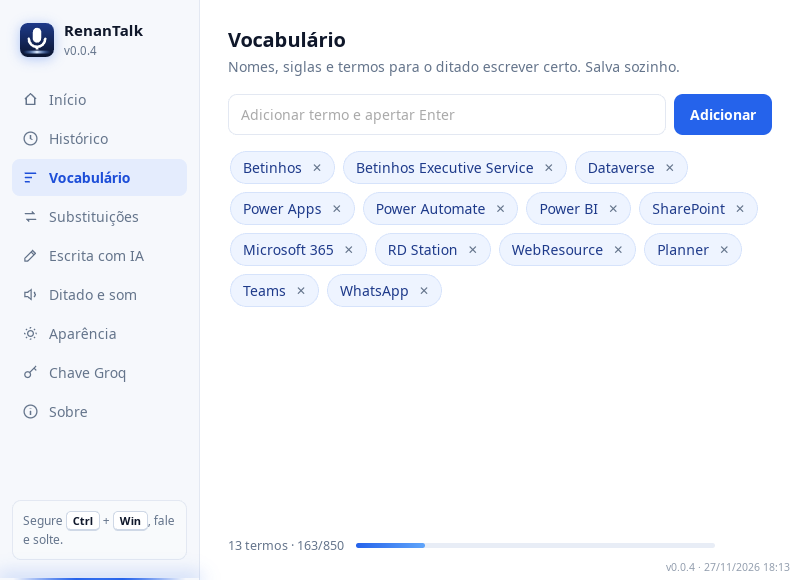 RenanTalk
v0.0.4
Início
Histórico
Vocabulário
Substituições
Escrita com IA
Ditado e som
Aparência
Chave Groq
Sobre
Segure Ctrl + Win, fale
e solte.
Vocabulário
Nomes, siglas e termos para o ditado escrever certo. Salva sozinho.
Adicionar termo e apertar Enter
Adicionar
Betinhos × Betinhos Executive Service × Dataverse ×
Power Apps × Power Automate × Power BI × SharePoint ×
Microsoft 365 × RD Station × WebResource × Planner ×
Teams × WhatsApp ×
13 termos · 163/850
v0.0.4 · 27/11/2026 18:13